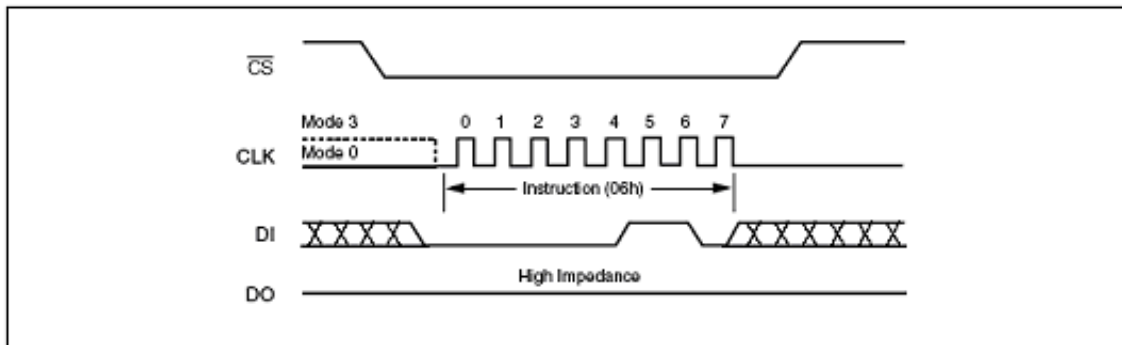 CS
Mode 3
0 1 2 3 4 5 6 7
CLK
Mode 0
Instruction (06h)
DI
High Impedance
DO